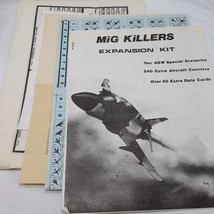 MiG KILLERS
EXPANSION KIT
Two NEW Special Scenarios
240 Extra Aircraft Counters
Over 60 Extra Data Cards